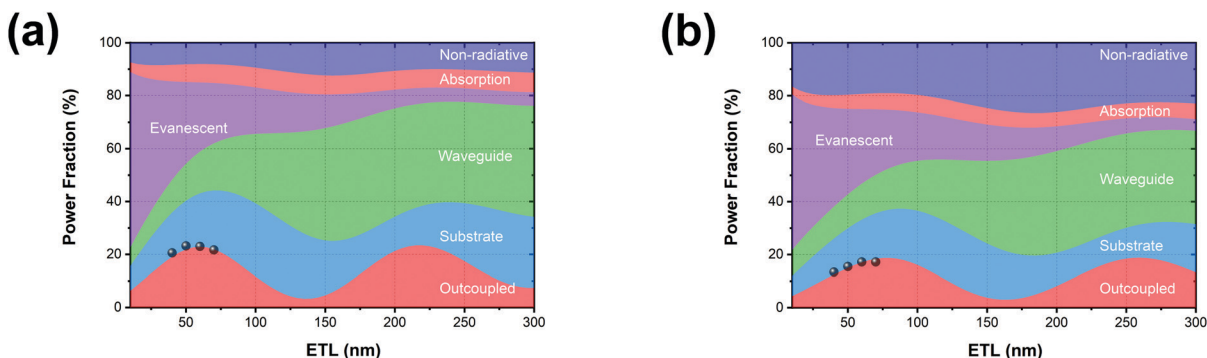 (a)
100
80
60
40
20
0
Power Fraction (%)
Non-radiative
Absorption
Evanescent
Waveguide
Substrate
Outcoupled
50 100 150 200 250 300
ETL (nm)
(b)
100
80
60
40
20
0
Power Fraction (%)
Non-radiative
Absorption
Evanescent
Waveguide
Substrate
Outcoupled
50 100 150 200 250 300
ETL (nm)